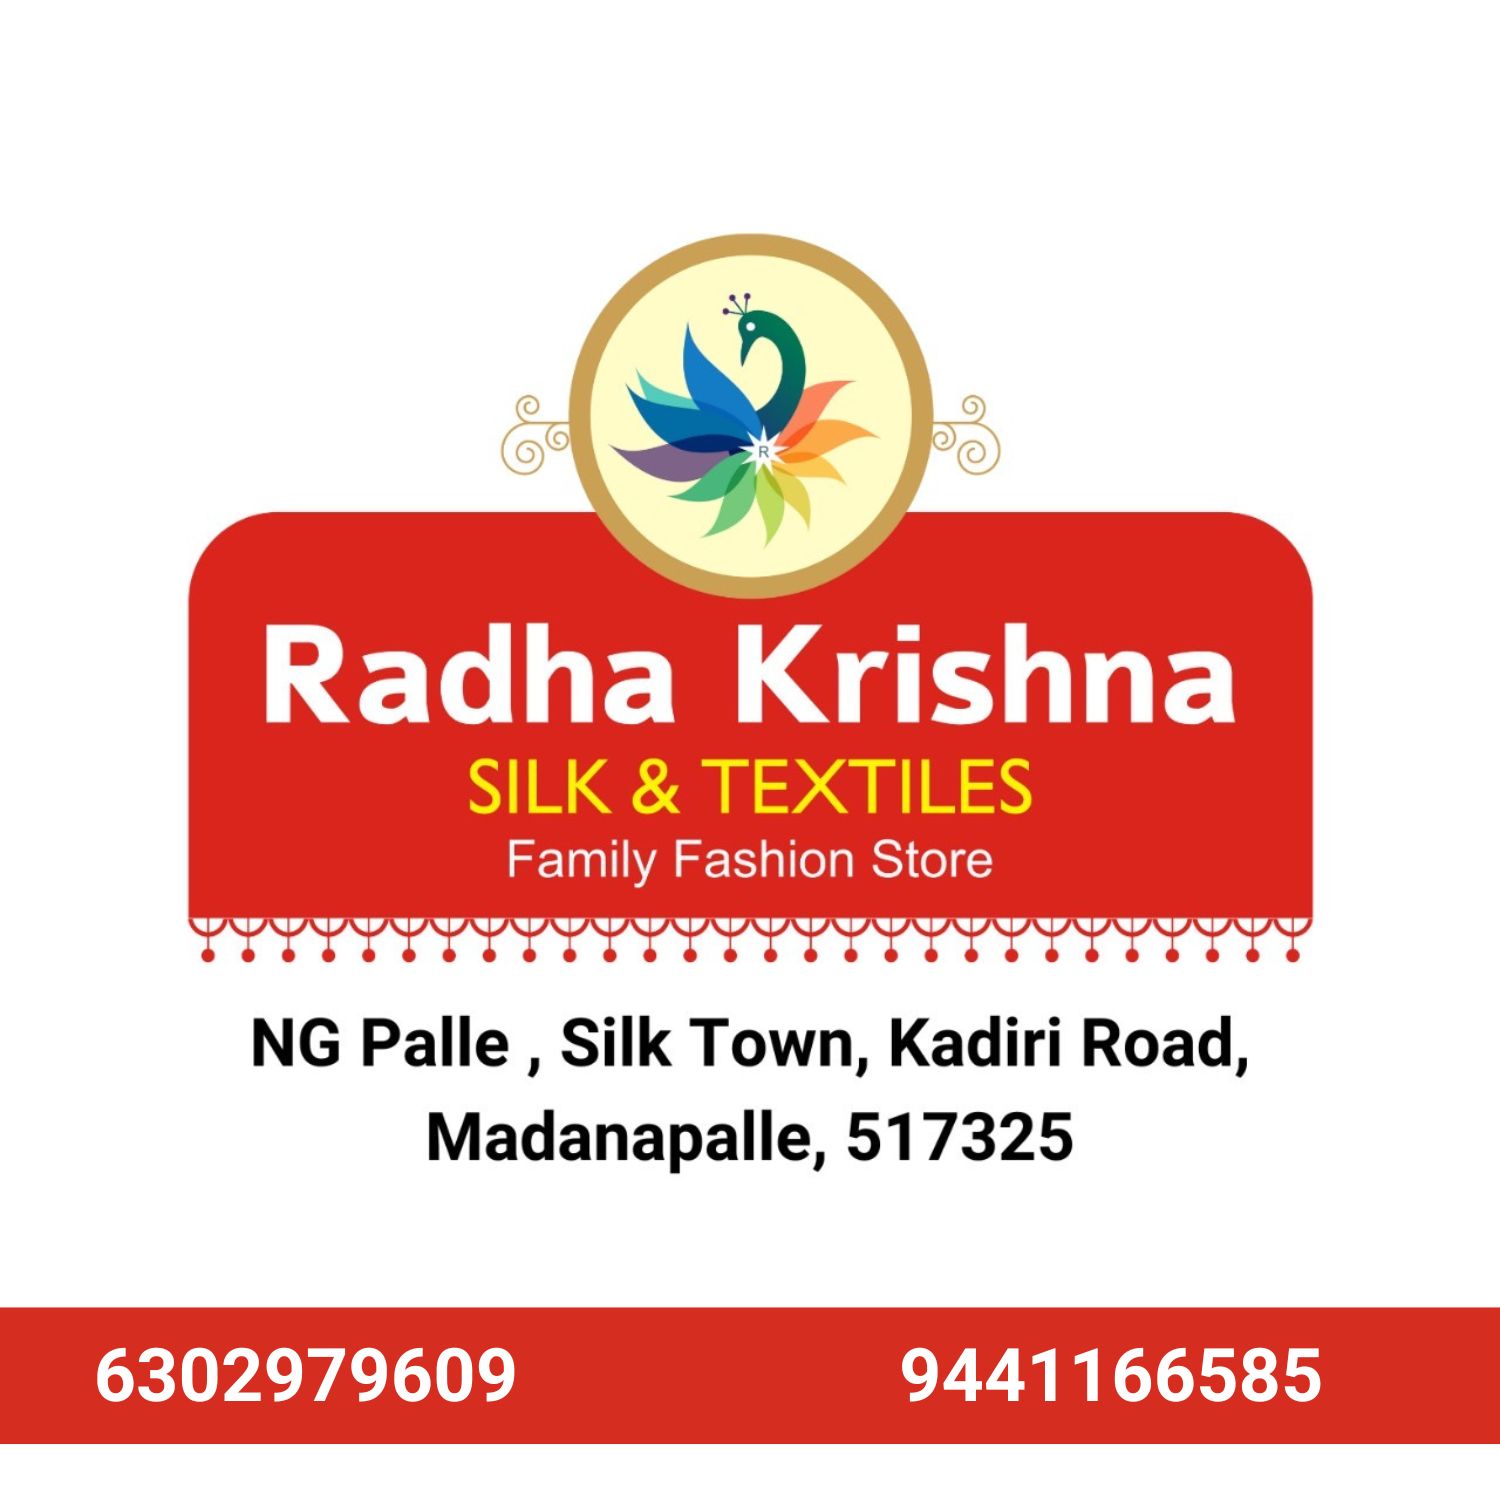 R
Radha Krishna
SILK & TEXTILES
Family Fashion Store
NG Palle , Silk Town, Kadiri Road,
Madanapalle, 517325
6302979609 9441166585